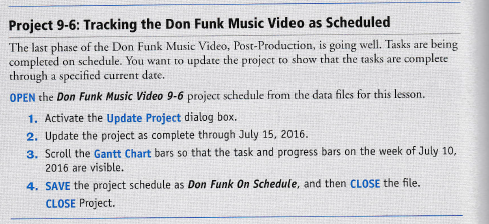 Project 9-6: Tracking the Don Funk Music Video as Scheduled
The last phase of the Don Funk Music Video, Post-Production, is going well. Tasks are being
completed on schedule. You want to update the project to show that the tasks are complete
through a specified current date.
OPEN the Don Funk Music Video 9-6 project schedule from the data files for this lesson.
1. Activate the Update Project dialog box.
2. Update the project as complete through July 15, 2016.
3. Scroll the Gantt Chart bars so that the task and progress bars on the week of July 10,
2016 are visible.
4. SAVE the project schedule as Don Funk On Schedule, and then CLOSE the file.
CLOSE Project.